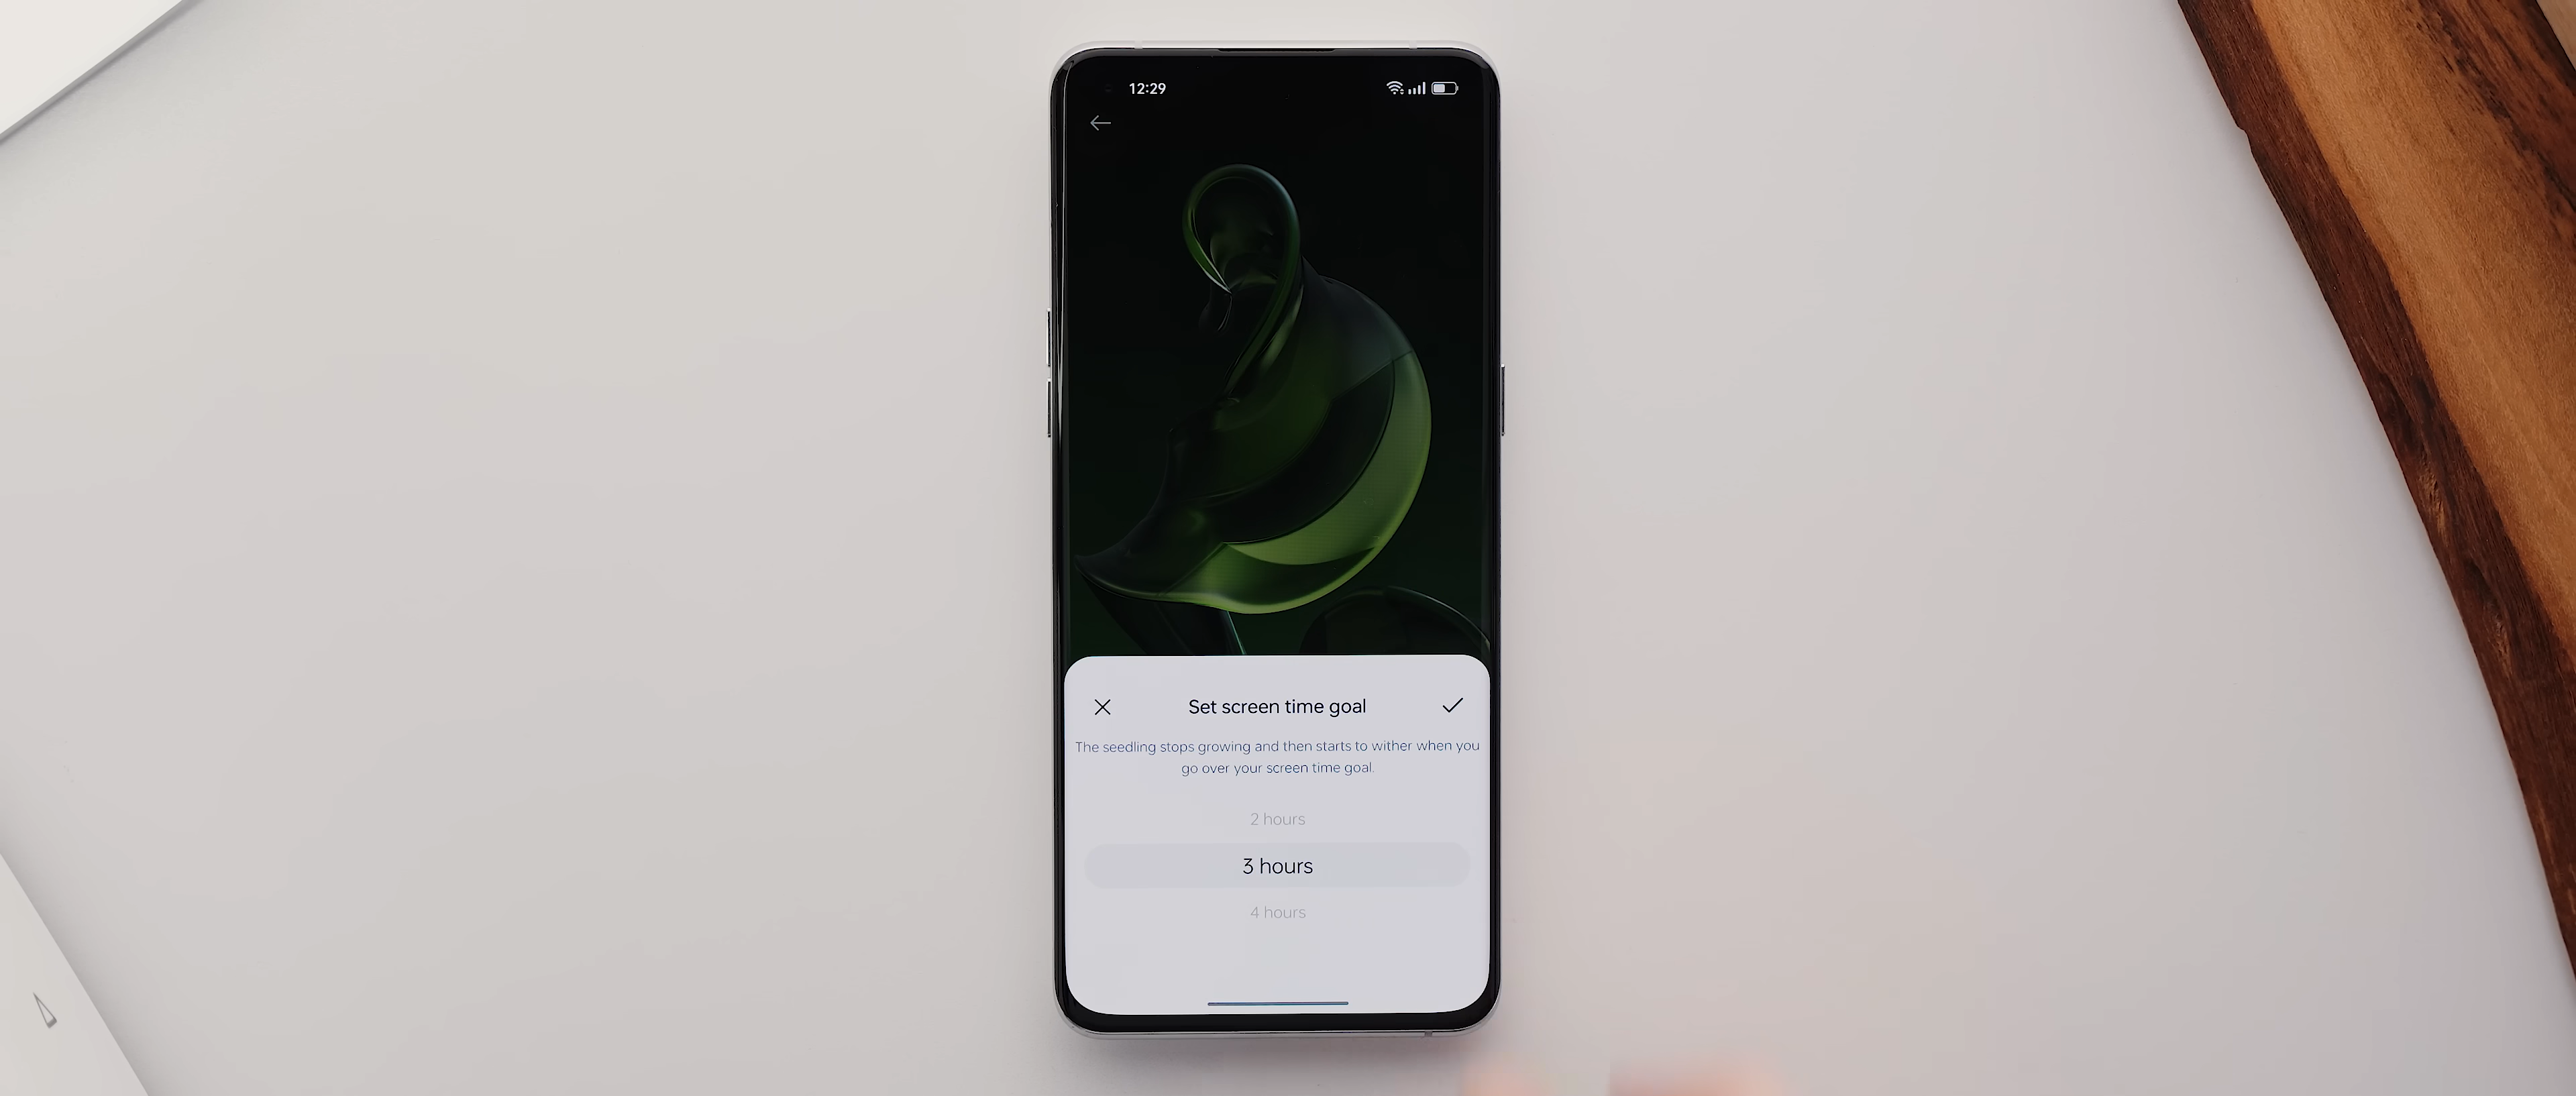 12:29
Set screen time goal
The seedling stops growing and then starts to wither when you
go over your screen time goal.
2 hours
3 hours
4 hours